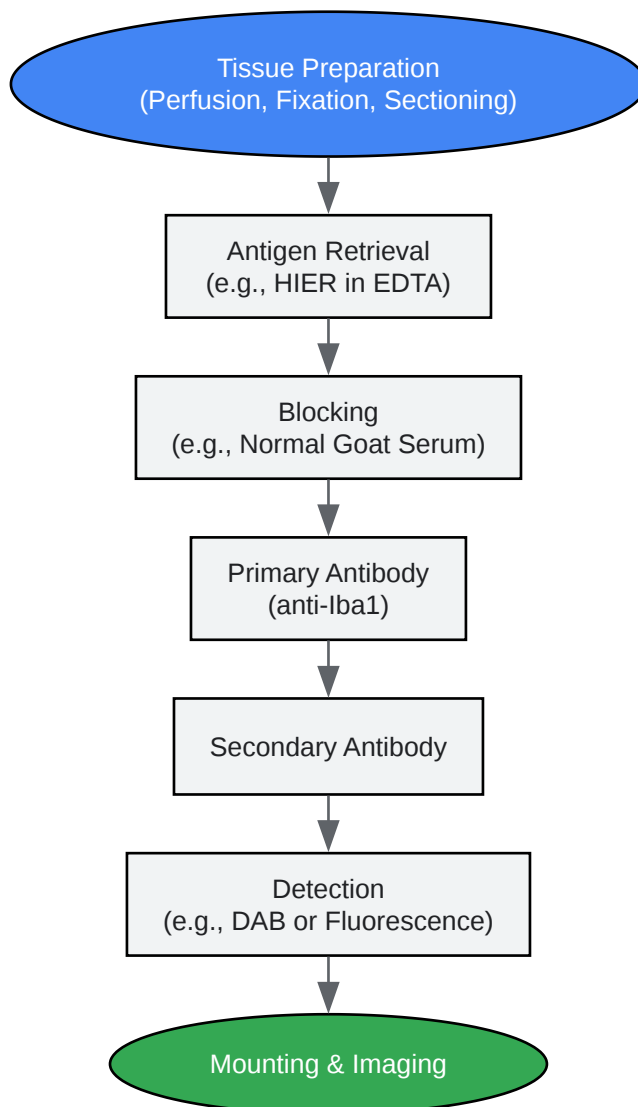 Tissue Preparation
(Perfusion, Fixation, Sectioning)
Antigen Retrieval
(e.g., HIER in EDTA)
Blocking
(e.g., Normal Goat Serum)
Primary Antibody
(anti-Iba1)
Secondary Antibody
Detection
(e.g., DAB or Fluorescence)
Mounting & Imaging